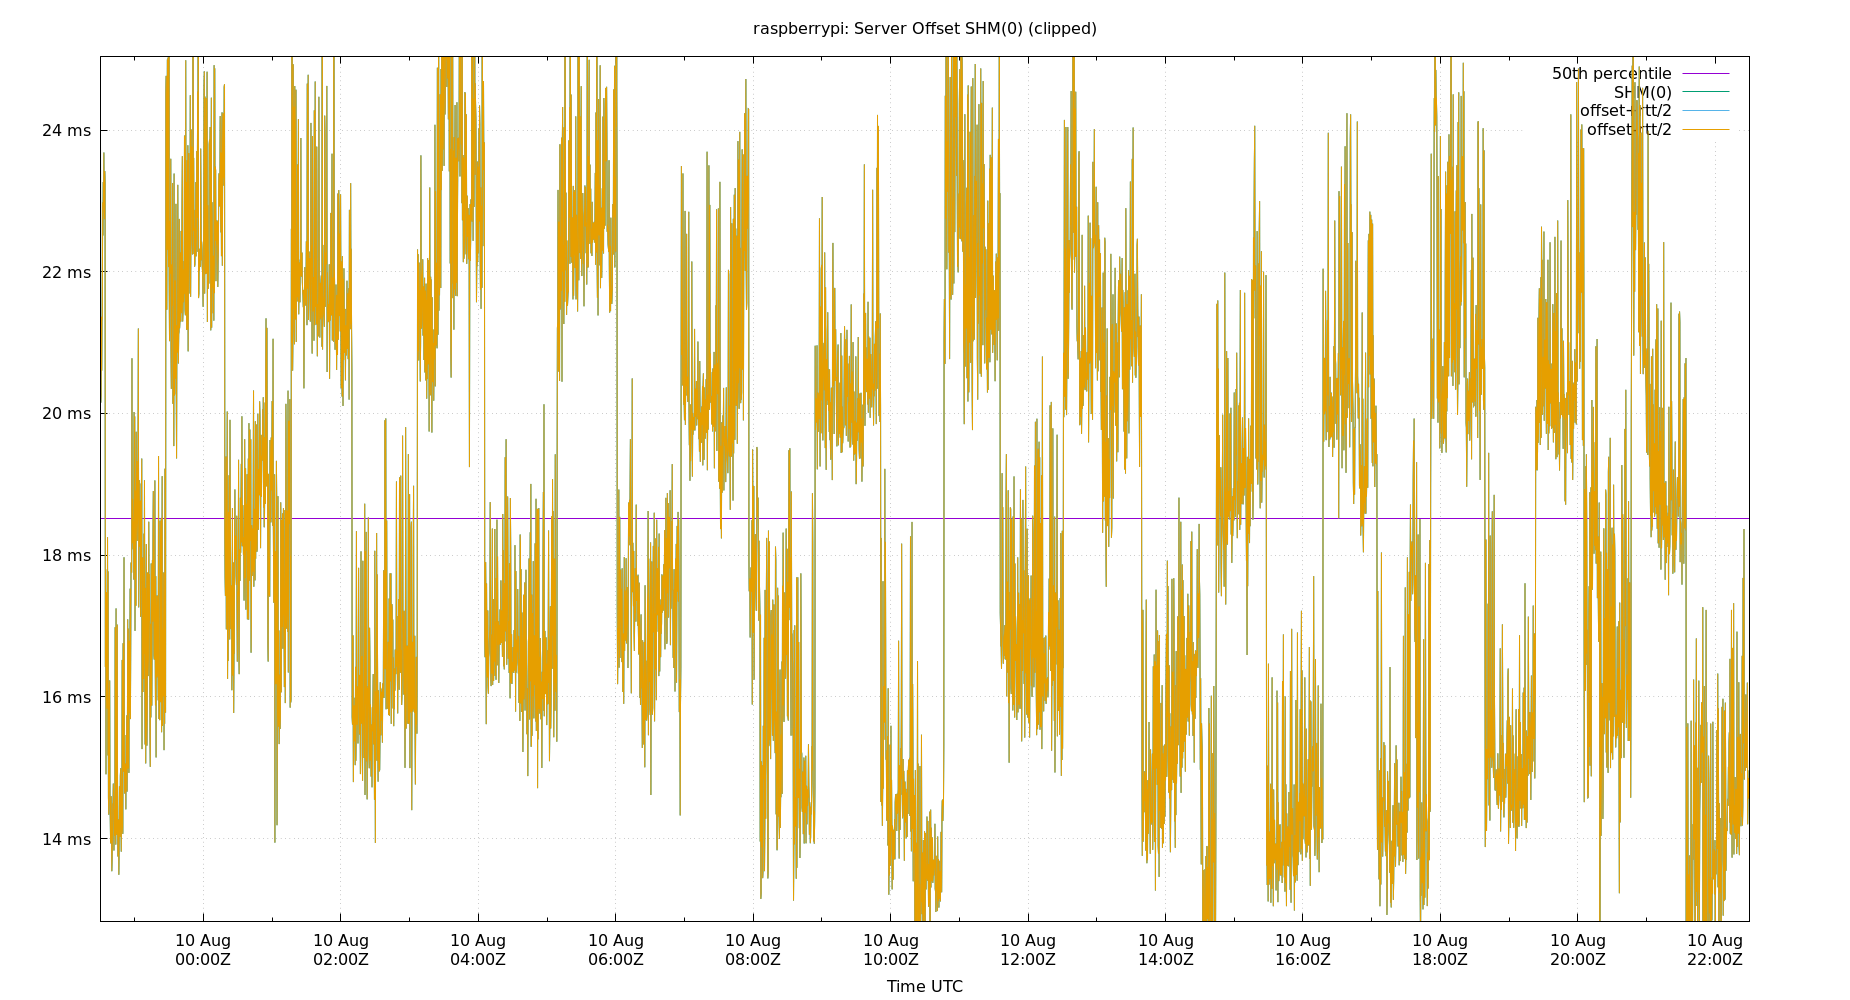 raspberrypi: Server Offset SHM(0) (clipped)
50th percentile
SHM(0)
offset-rtt/2
offset+rtt/2
24 ms
22 ms
20 ms
18 ms
16 ms
14 ms
10 Aug 10 Aug 10 Aug 10 Aug 10 Aug 10 Aug 10 Aug 10 Aug 10 Aug 10 Aug 10 Aug 10 Aug
00:00Z 02:00Z 04:00Z 06:00Z 08:00Z 10:00Z 12:00Z 14:00Z 16:00Z 18:00Z 20:00Z 22:00Z
Time UTC